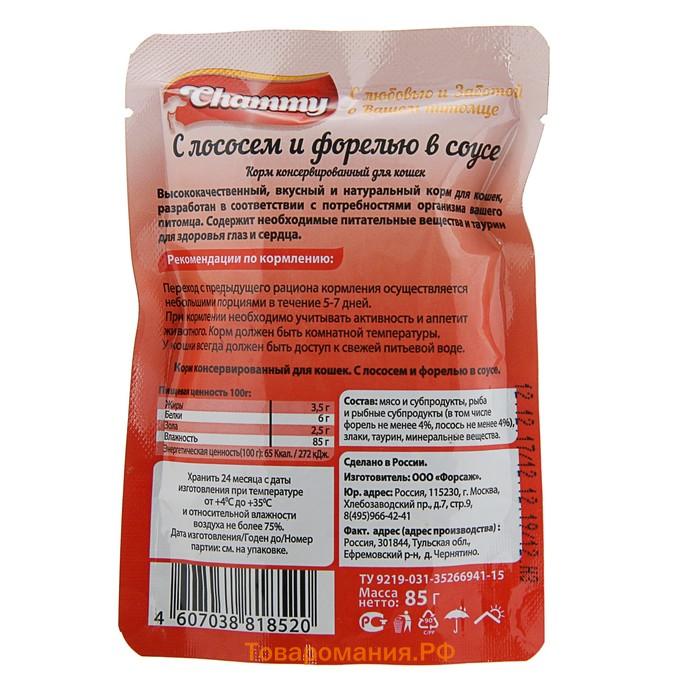 Chammy
С любовью и Заботой
о Вашем питомце
С лососем и форелью в соусе
Корм консервированный для кошек
Высококачественный, вкусный и натуральный корм для кошек,
разработан в соответствии с потребностями организма вашего
питомца. Содержит необходимые питательные вещества и таурин
для здоровья глаз и сердца.
Рекомендации по кормлению:
Переход с предыдущего рациона кормления осуществляется
небольшими порциями в течение 5-7 дней.
При кормлении необходимо учитывать активность и аппетит
животного. Корм должен быть комнатной температуры.
У кошки всегда должен быть доступ к свежей питьевой воде.
Корм консервированный для кошек. С лососем и форелью в соусе.
Пищевая ценность 100г:
Жиры 3,5 г
Белки 6 г
Зола 2,5 г
Влажность 85 г
Энергетическая ценность(100 г): 65 Ккал. / 272 кДж.
Хранить 24 месяца с даты
изготовления при температуре
от +4°С до +35°С
и относительной влажности
воздуха не более 75%.
Дата изготовления/Годен до/Номер
партии: см. на упаковке.
Состав: мясо и субпродукты, рыба
и рыбные субпродукты (в том числе
форель не менее 4%, лосось не менее 4%),
злаки, таурин, минеральные вещества.
Сделано в России.
Изготовитель: ООО «Форсаж».
Юр. адрес: Россия, 115230, г. Москва,
Хлебозаводский пр., д.7, стр.9,
8(495)966-42-41
Факт. адрес (адрес производства) :
Россия, 301844, Тульская обл.,
Ефремовский р-н, д. Чернятино.
ТУ 9219-031-35266941-15
Масса
нетто: 85 г
4 607038 818520
90
C/PP
Товаромания.РФ